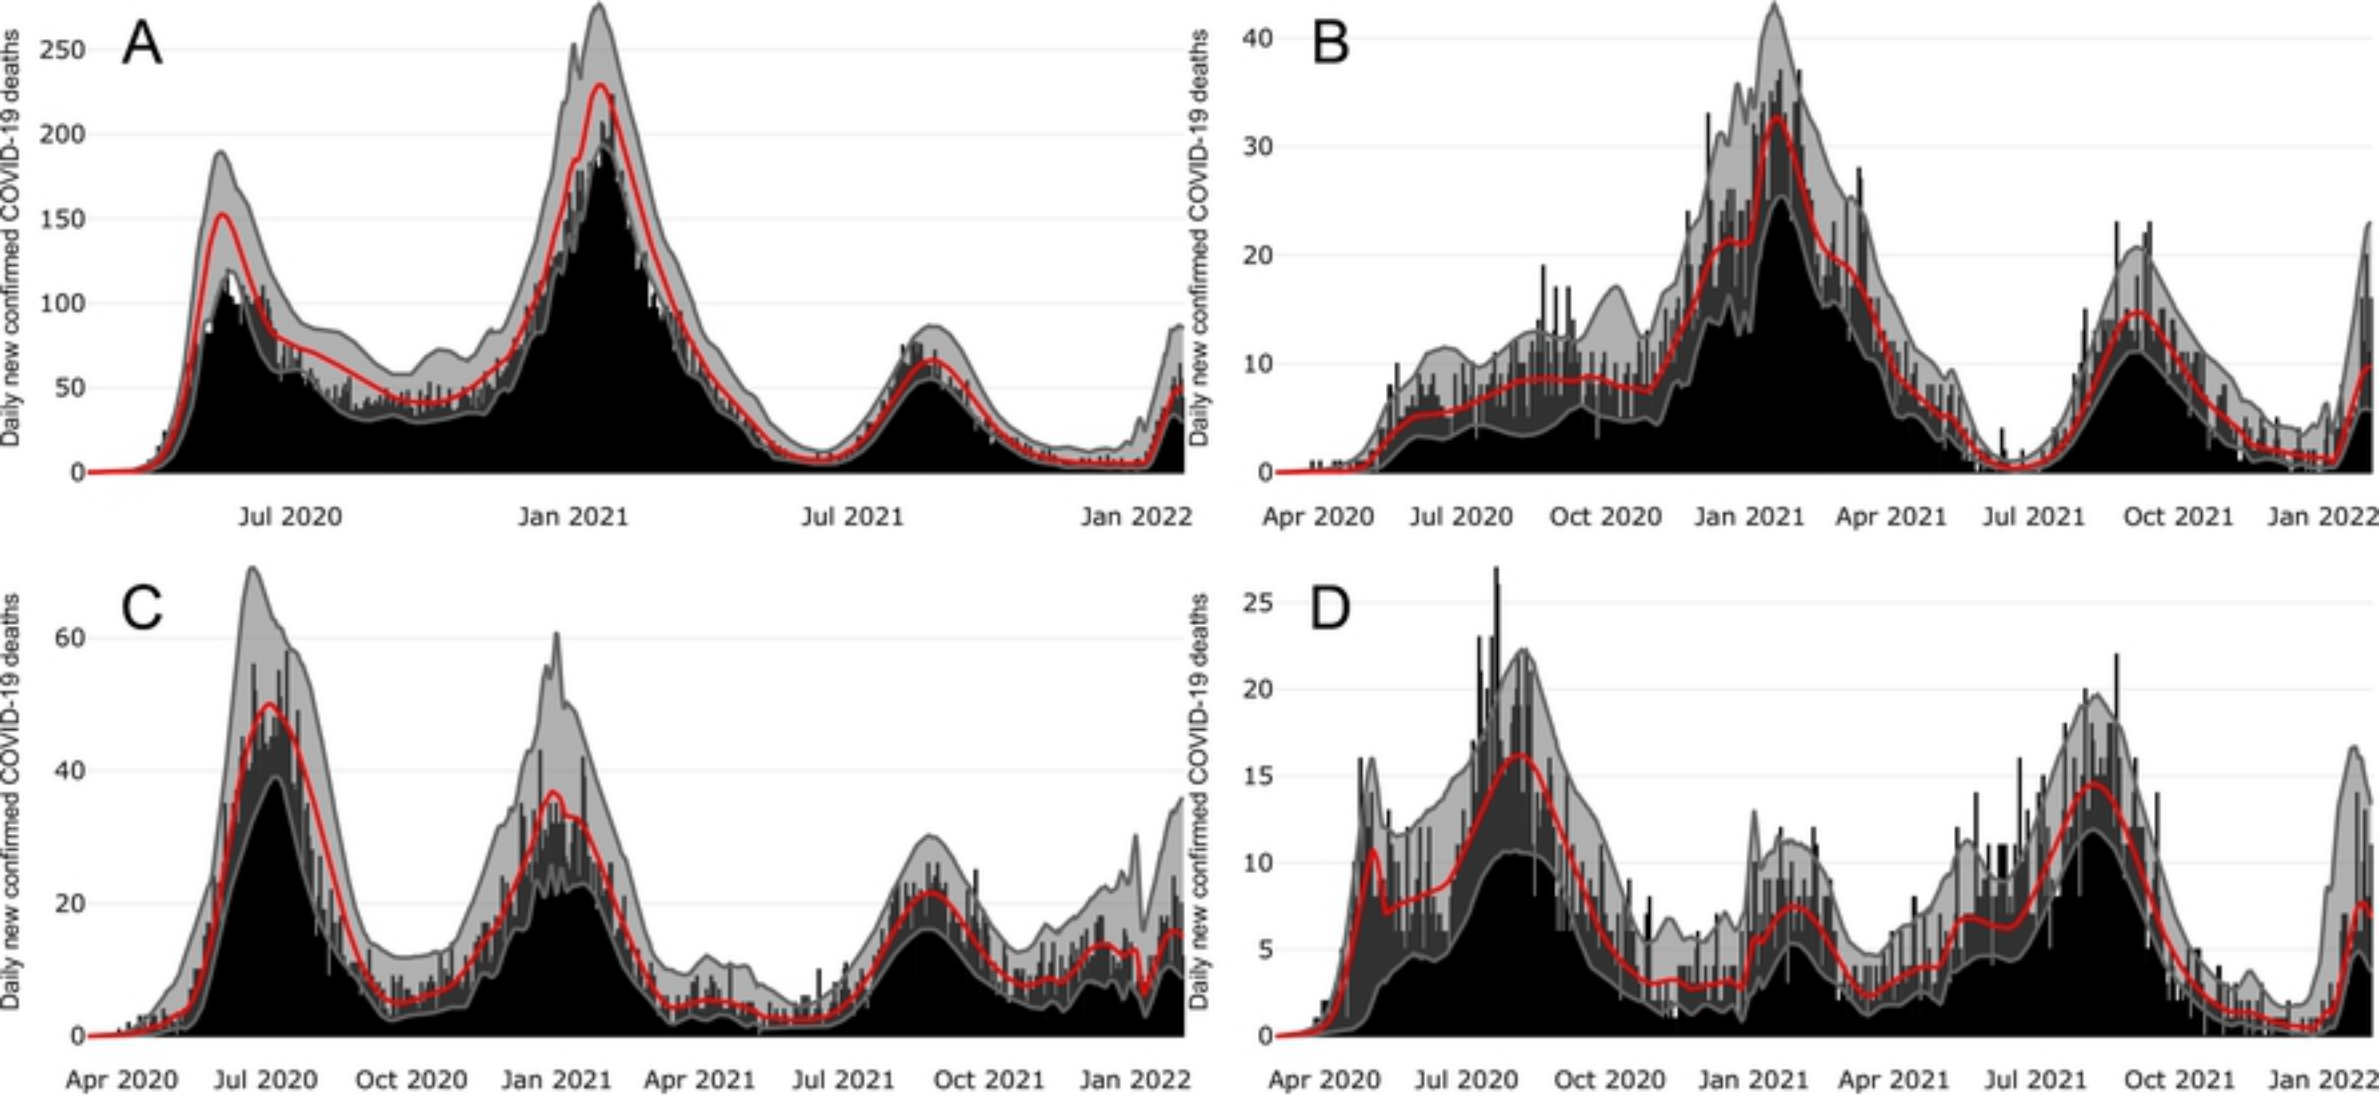 A
Daily new confirmed COVID-19 deaths
250
200
150
100
50
0
Jul 2020 Jan 2021 Jul 2021 Jan 2022
B
Daily new confirmed COVID-19 deaths
40
30
20
10
0
Apr 2020 Jul 2020 Oct 2020 Jan 2021 Apr 2021 Jul 2021 Oct 2021 Jan 2022
C
Daily new confirmed COVID-19 deaths
60
40
20
0
Apr 2020 Jul 2020 Oct 2020 Jan 2021 Apr 2021 Jul 2021 Oct 2021 Jan 2022
D
Daily new confirmed COVID-19 deaths
25
20
15
10
5
0
Apr 2020 Jul 2020 Oct 2020 Jan 2021 Apr 2021 Jul 2021 Oct 2021 Jan 2022